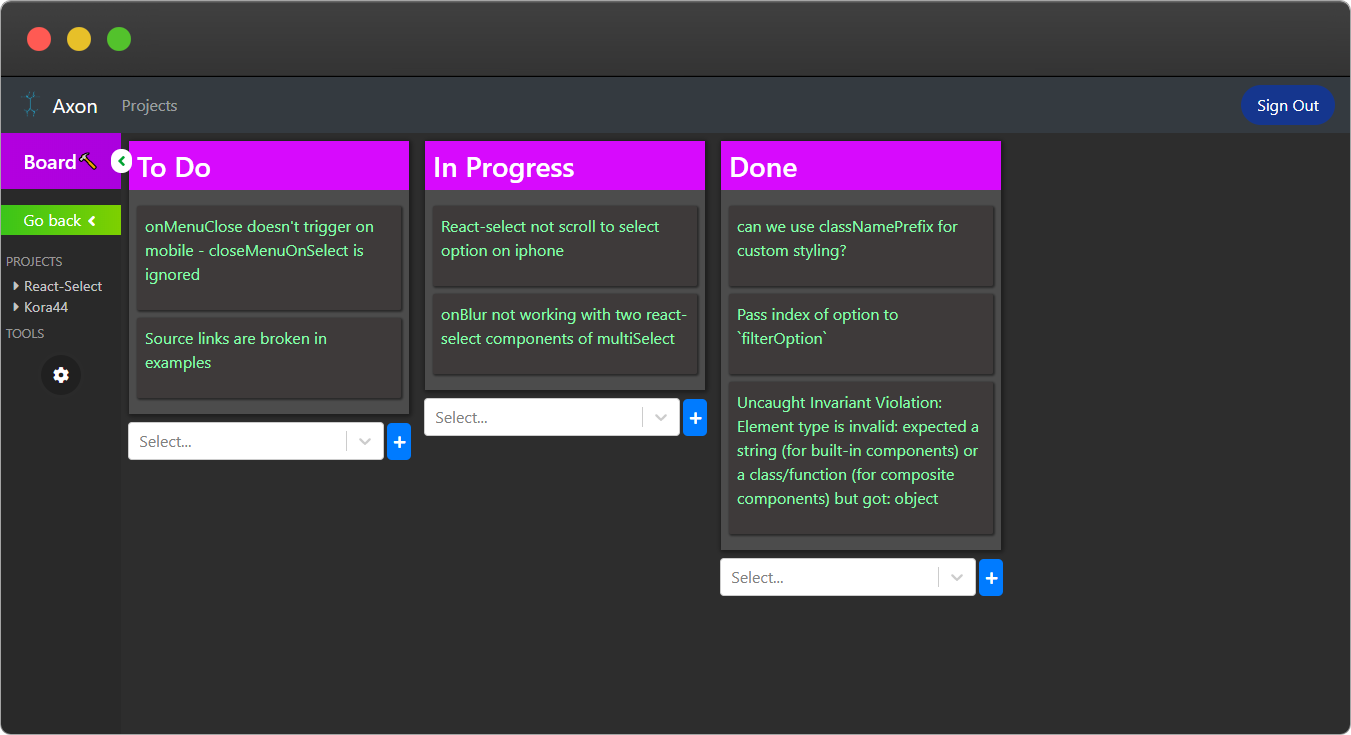 Axon
Projects
Sign Out
Board
Go back
PROJECTS
React-Select
Kora44
TOOLS
To Do
onMenuClose doesn't trigger on
mobile - closeMenuOnSelect is
ignored
Source links are broken in
examples
Select...
+
In Progress
React-select not scroll to select
option on iphone
onBlur not working with two react-
select components of multiSelect
Select...
+
Done
can we use classNamePrefix for
custom styling?
Pass index of option to
`filterOption`
Uncaught Invariant Violation:
Element type is invalid: expected a
string (for built-in components) or
a class/function (for composite
components) but got: object
Select...
+